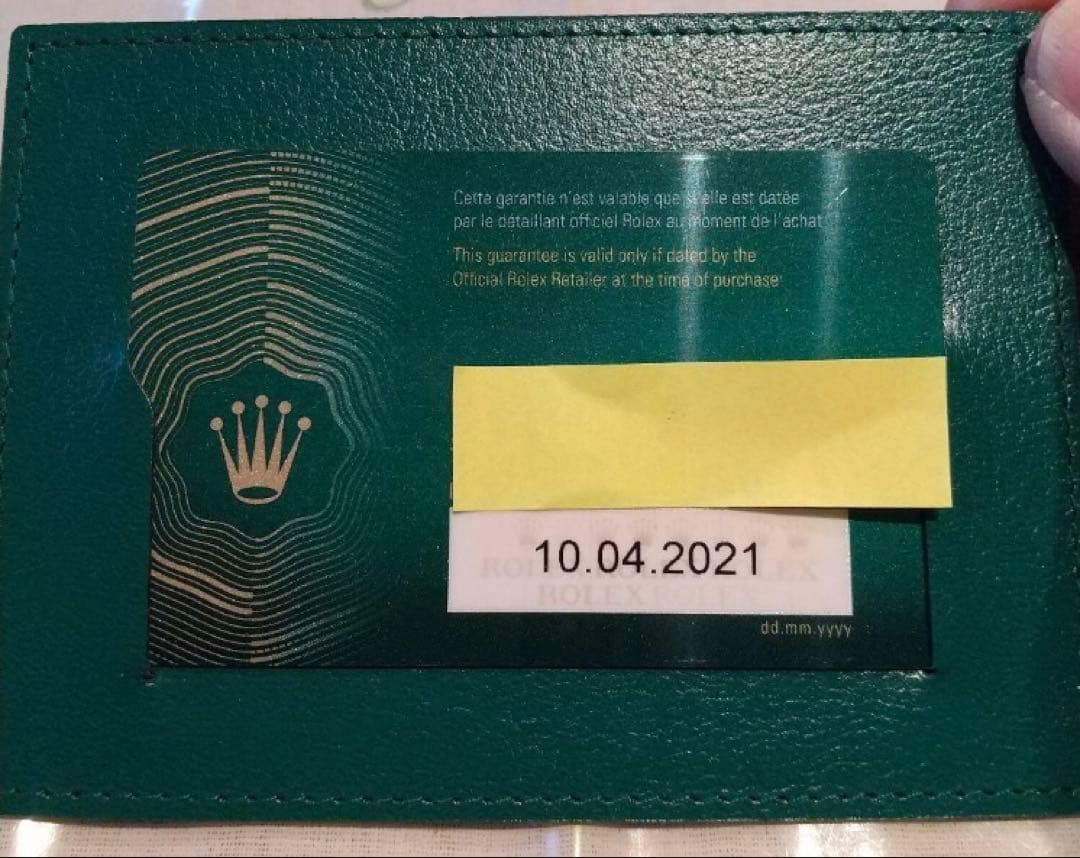 Cette garantie n'est valable que si elle est datée
par le détaillant officiel Rolex au moment de l'achat
This guarantee is valid only if dated by the
Official Rolex Retailer at the time of purchase
10.04.2021
ROLEX ROLEX
dd.mm.yyyy